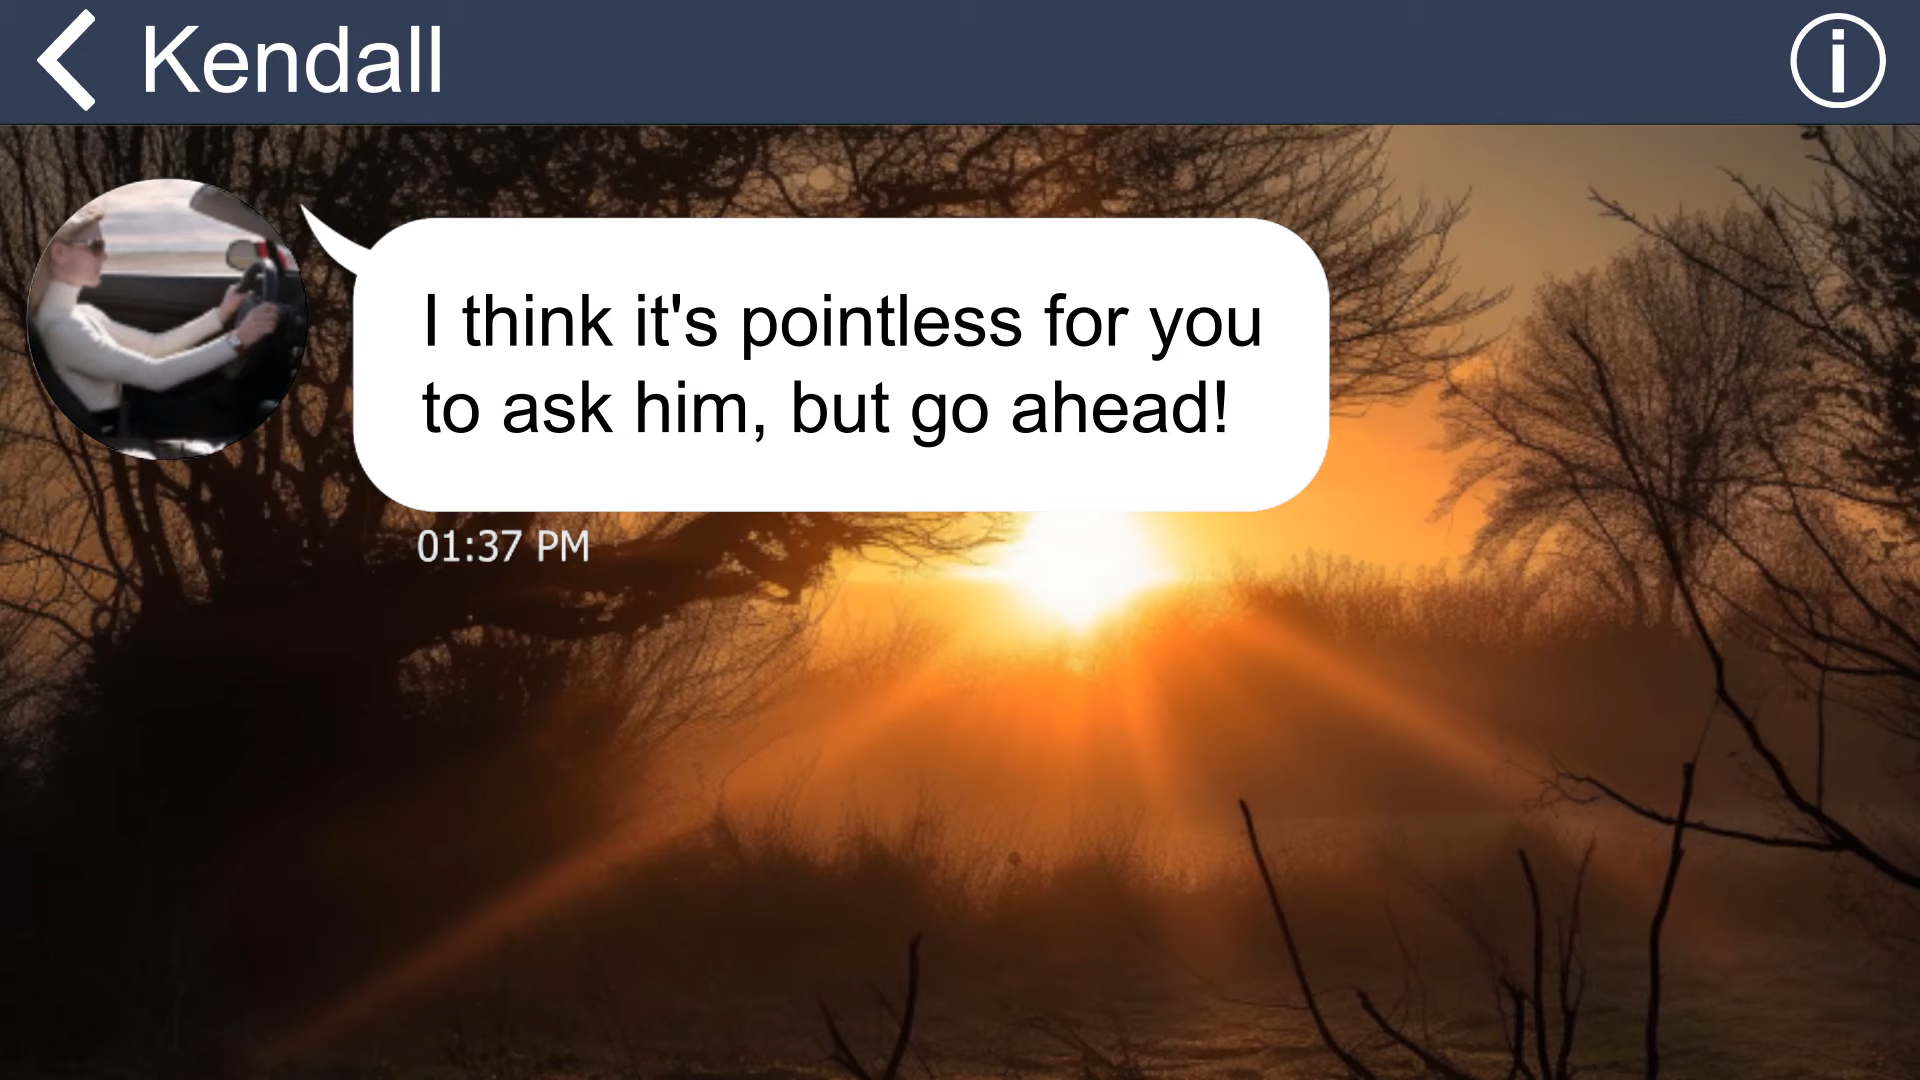 Kendall
I think it's pointless for you
to ask him, but go ahead!
01:37 PM